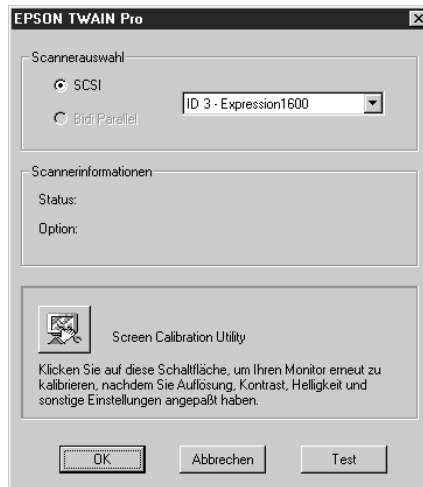 EPSON TWAIN Pro
Scannerauswahl
SCSI
ID 3 - Expression1600
Bidi Parallel
Scannerinformationen
Status:
Option:
Screen Calibration Utility
Klicken Sie auf diese Schaltfläche, um Ihren Monitor erneut zu
kalibrieren, nachdem Sie Auflösung, Kontrast, Helligkeit und
sonstige Einstellungen angepaßt haben.
OK
Abbrechen
Test